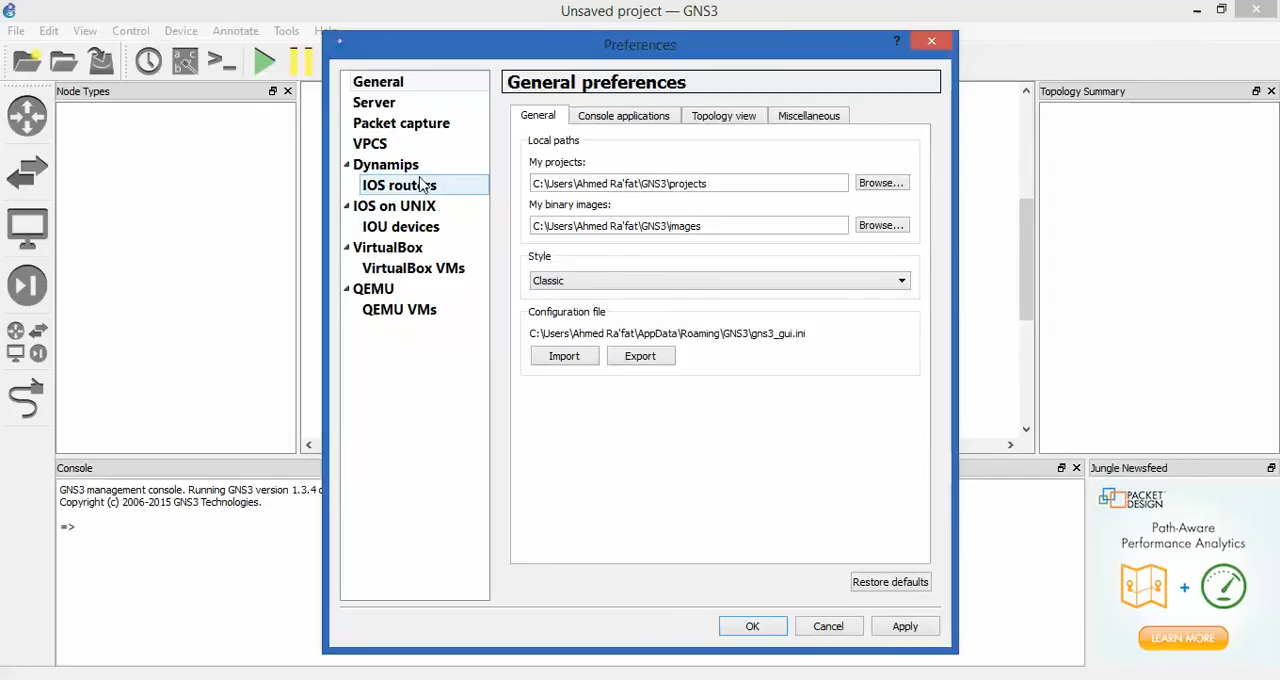 Unsaved project — GNS3
File Edit View Control Device Annotate Tools
Preferences
?
Node Types
Topology Summary
General
Server
Packet capture
VPCS
Dynamips
IOS routers
IOS on UNIX
IOU devices
VirtualBox
VirtualBox VMs
QEMU
QEMU VMs
General preferences
General Console applications Topology view Miscellaneous
Local paths
My projects:
C:\Users\Ahmed Ra'fat\GNS3\projects Browse...
My binary images:
C:\Users\Ahmed Ra'fat\GNS3\images Browse...
Style
Classic
Configuration file
C:\Users\Ahmed Ra'fat\AppData\Roaming\GNS3\gns3_gui.ini
Import Export
Restore defaults
OK Cancel Apply
Console
GNS3 management console. Running GNS3 version 1.3.4
Copyright (c) 2006-2015 GNS3 Technologies.
=>
Jungle Newsfeed
PACKET
DESIGN
Path-Aware
Performance Analytics
+
LEARN MORE